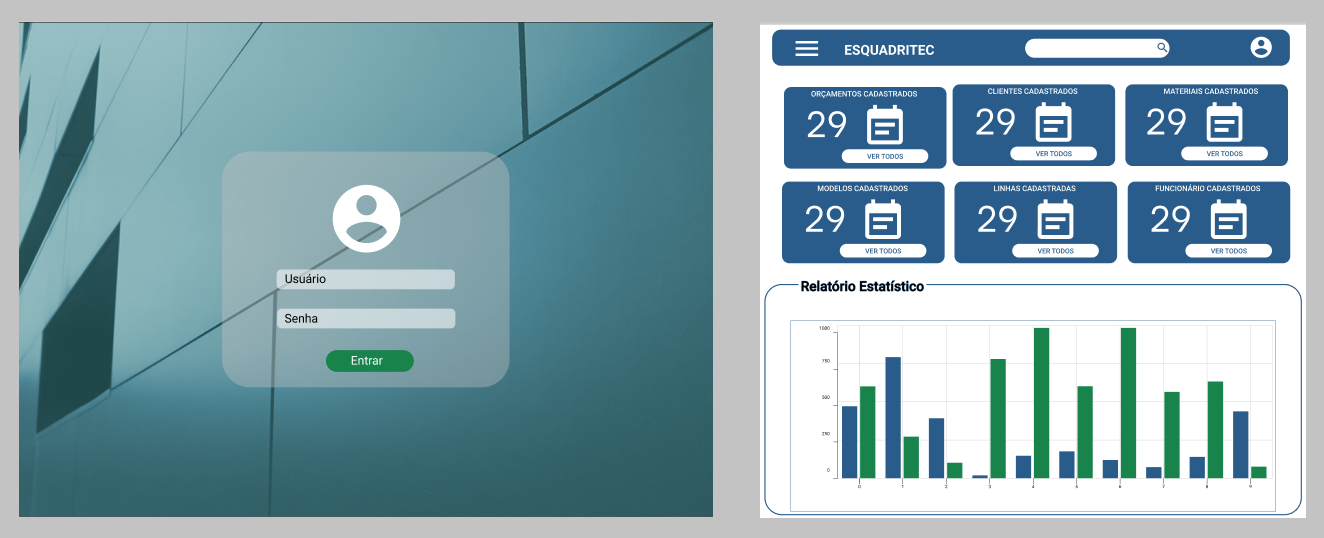 Usuário
Senha
Entrar
ESQUADRITEC
ORÇAMENTOS CADASTRADOS
29
VER TODOS
CLIENTES CADASTRADOS
29
VER TODOS
MATERIAIS CADASTRADOS
29
VER TODOS
MODELOS CADASTRADOS
29
VER TODOS
LINHAS CADASTRADAS
29
VER TODOS
FUNCIONÁRIO CADASTRADOS
29
VER TODOS
Relatório Estatístico
1000
750
500
250
0
0 1 2 3 4 5 6 7 8 9